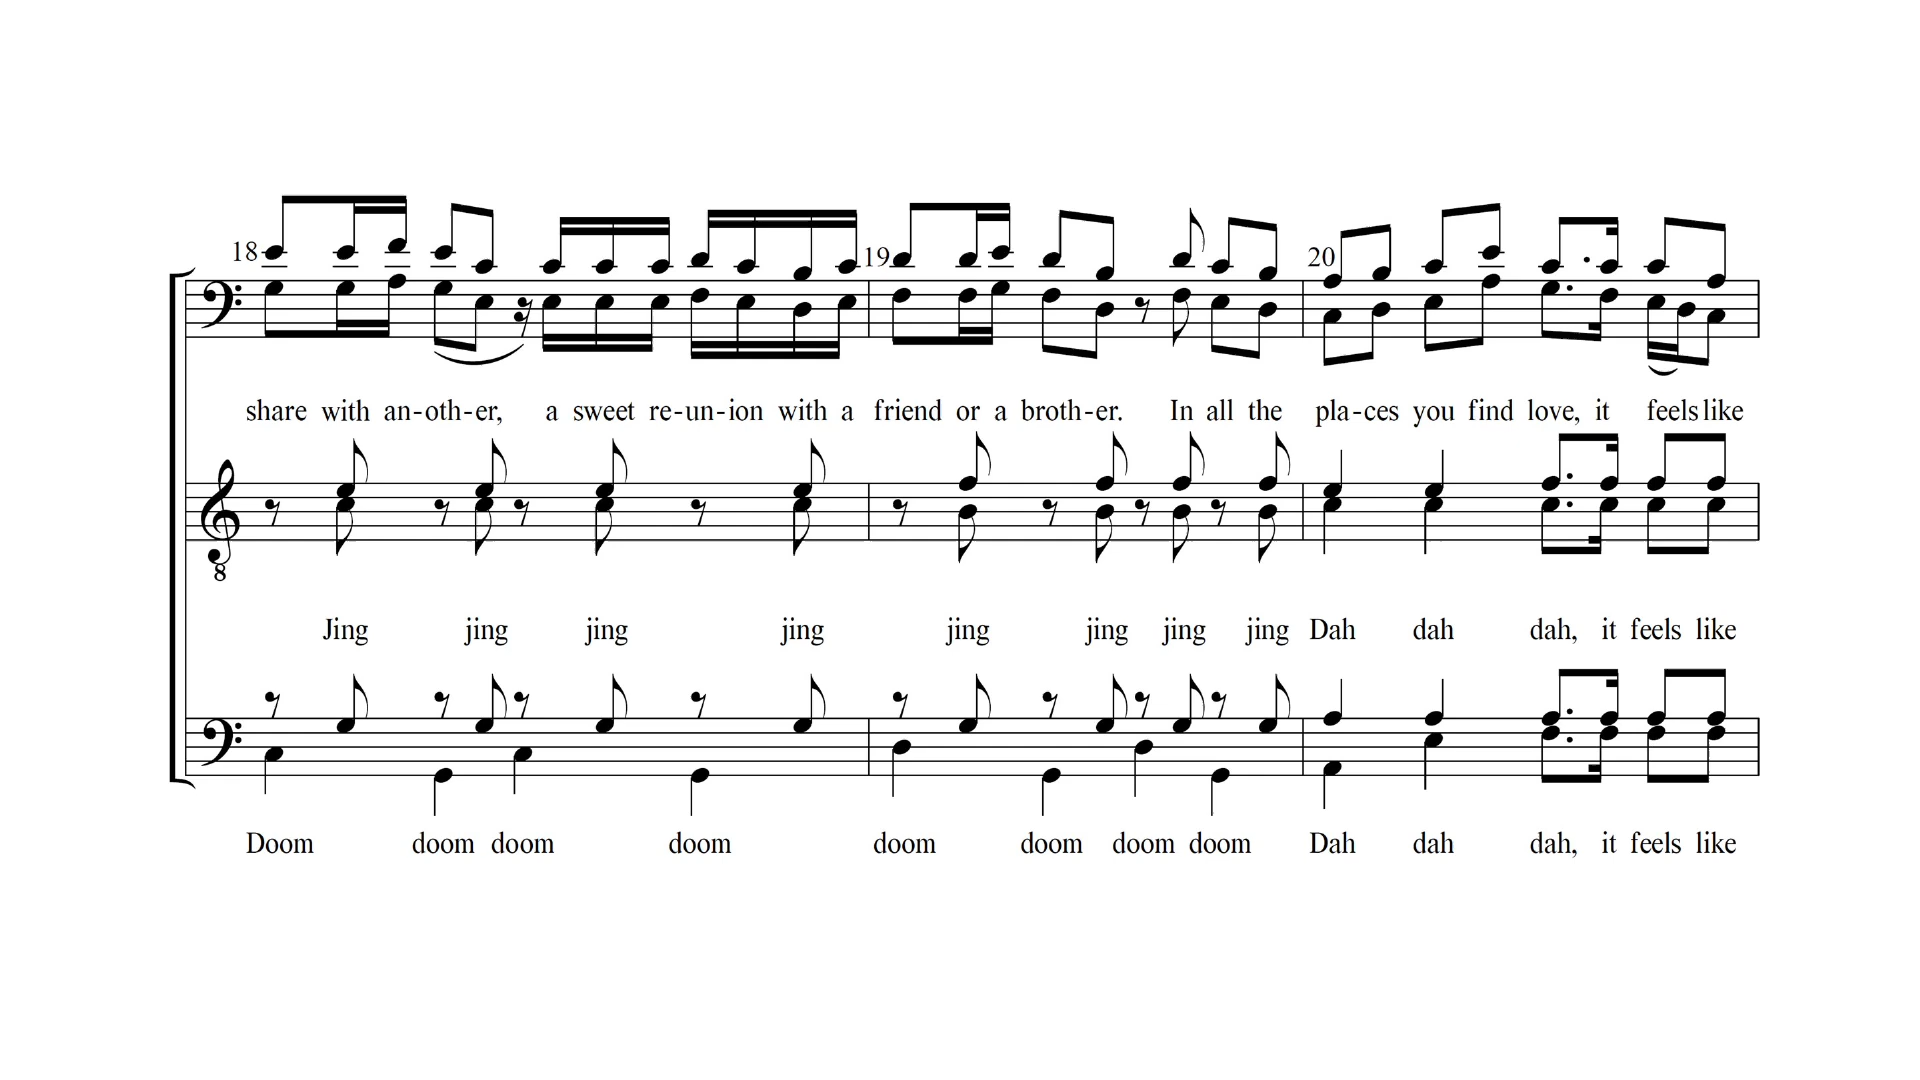 18 19 20
share with an-oth-er, a sweet re-un-ion with a friend or a broth-er. In all the pla-ces you find love, it feels like
8
Jing jing jing jing jing jing jing jing Dah dah dah, it feels like
Doom doom doom doom doom doom doom doom Dah dah dah, it feels like